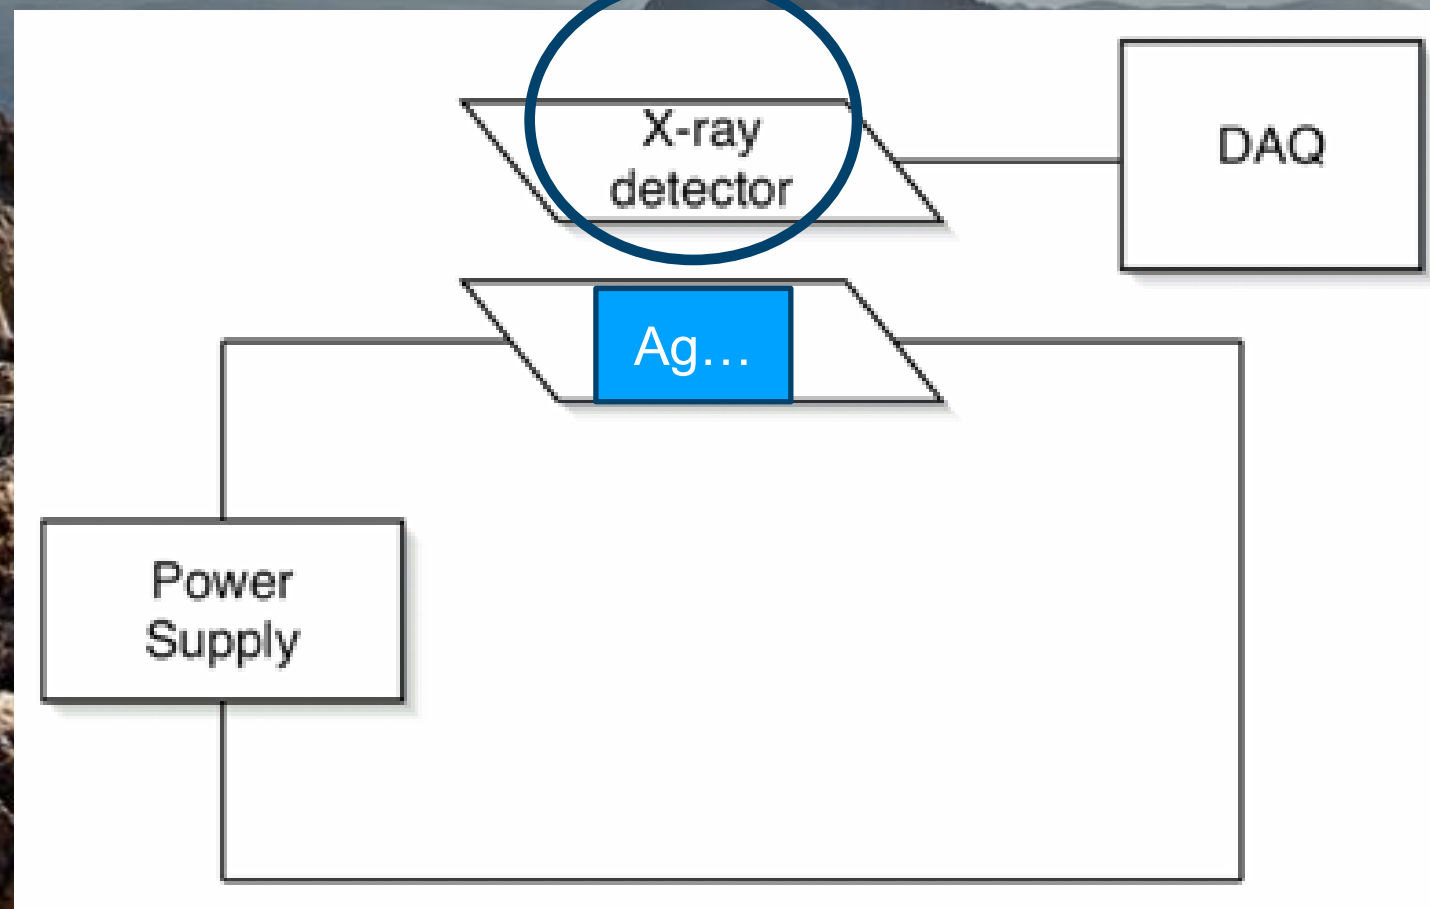 X-ray
detector
DAQ
Ag…
Power
Supply